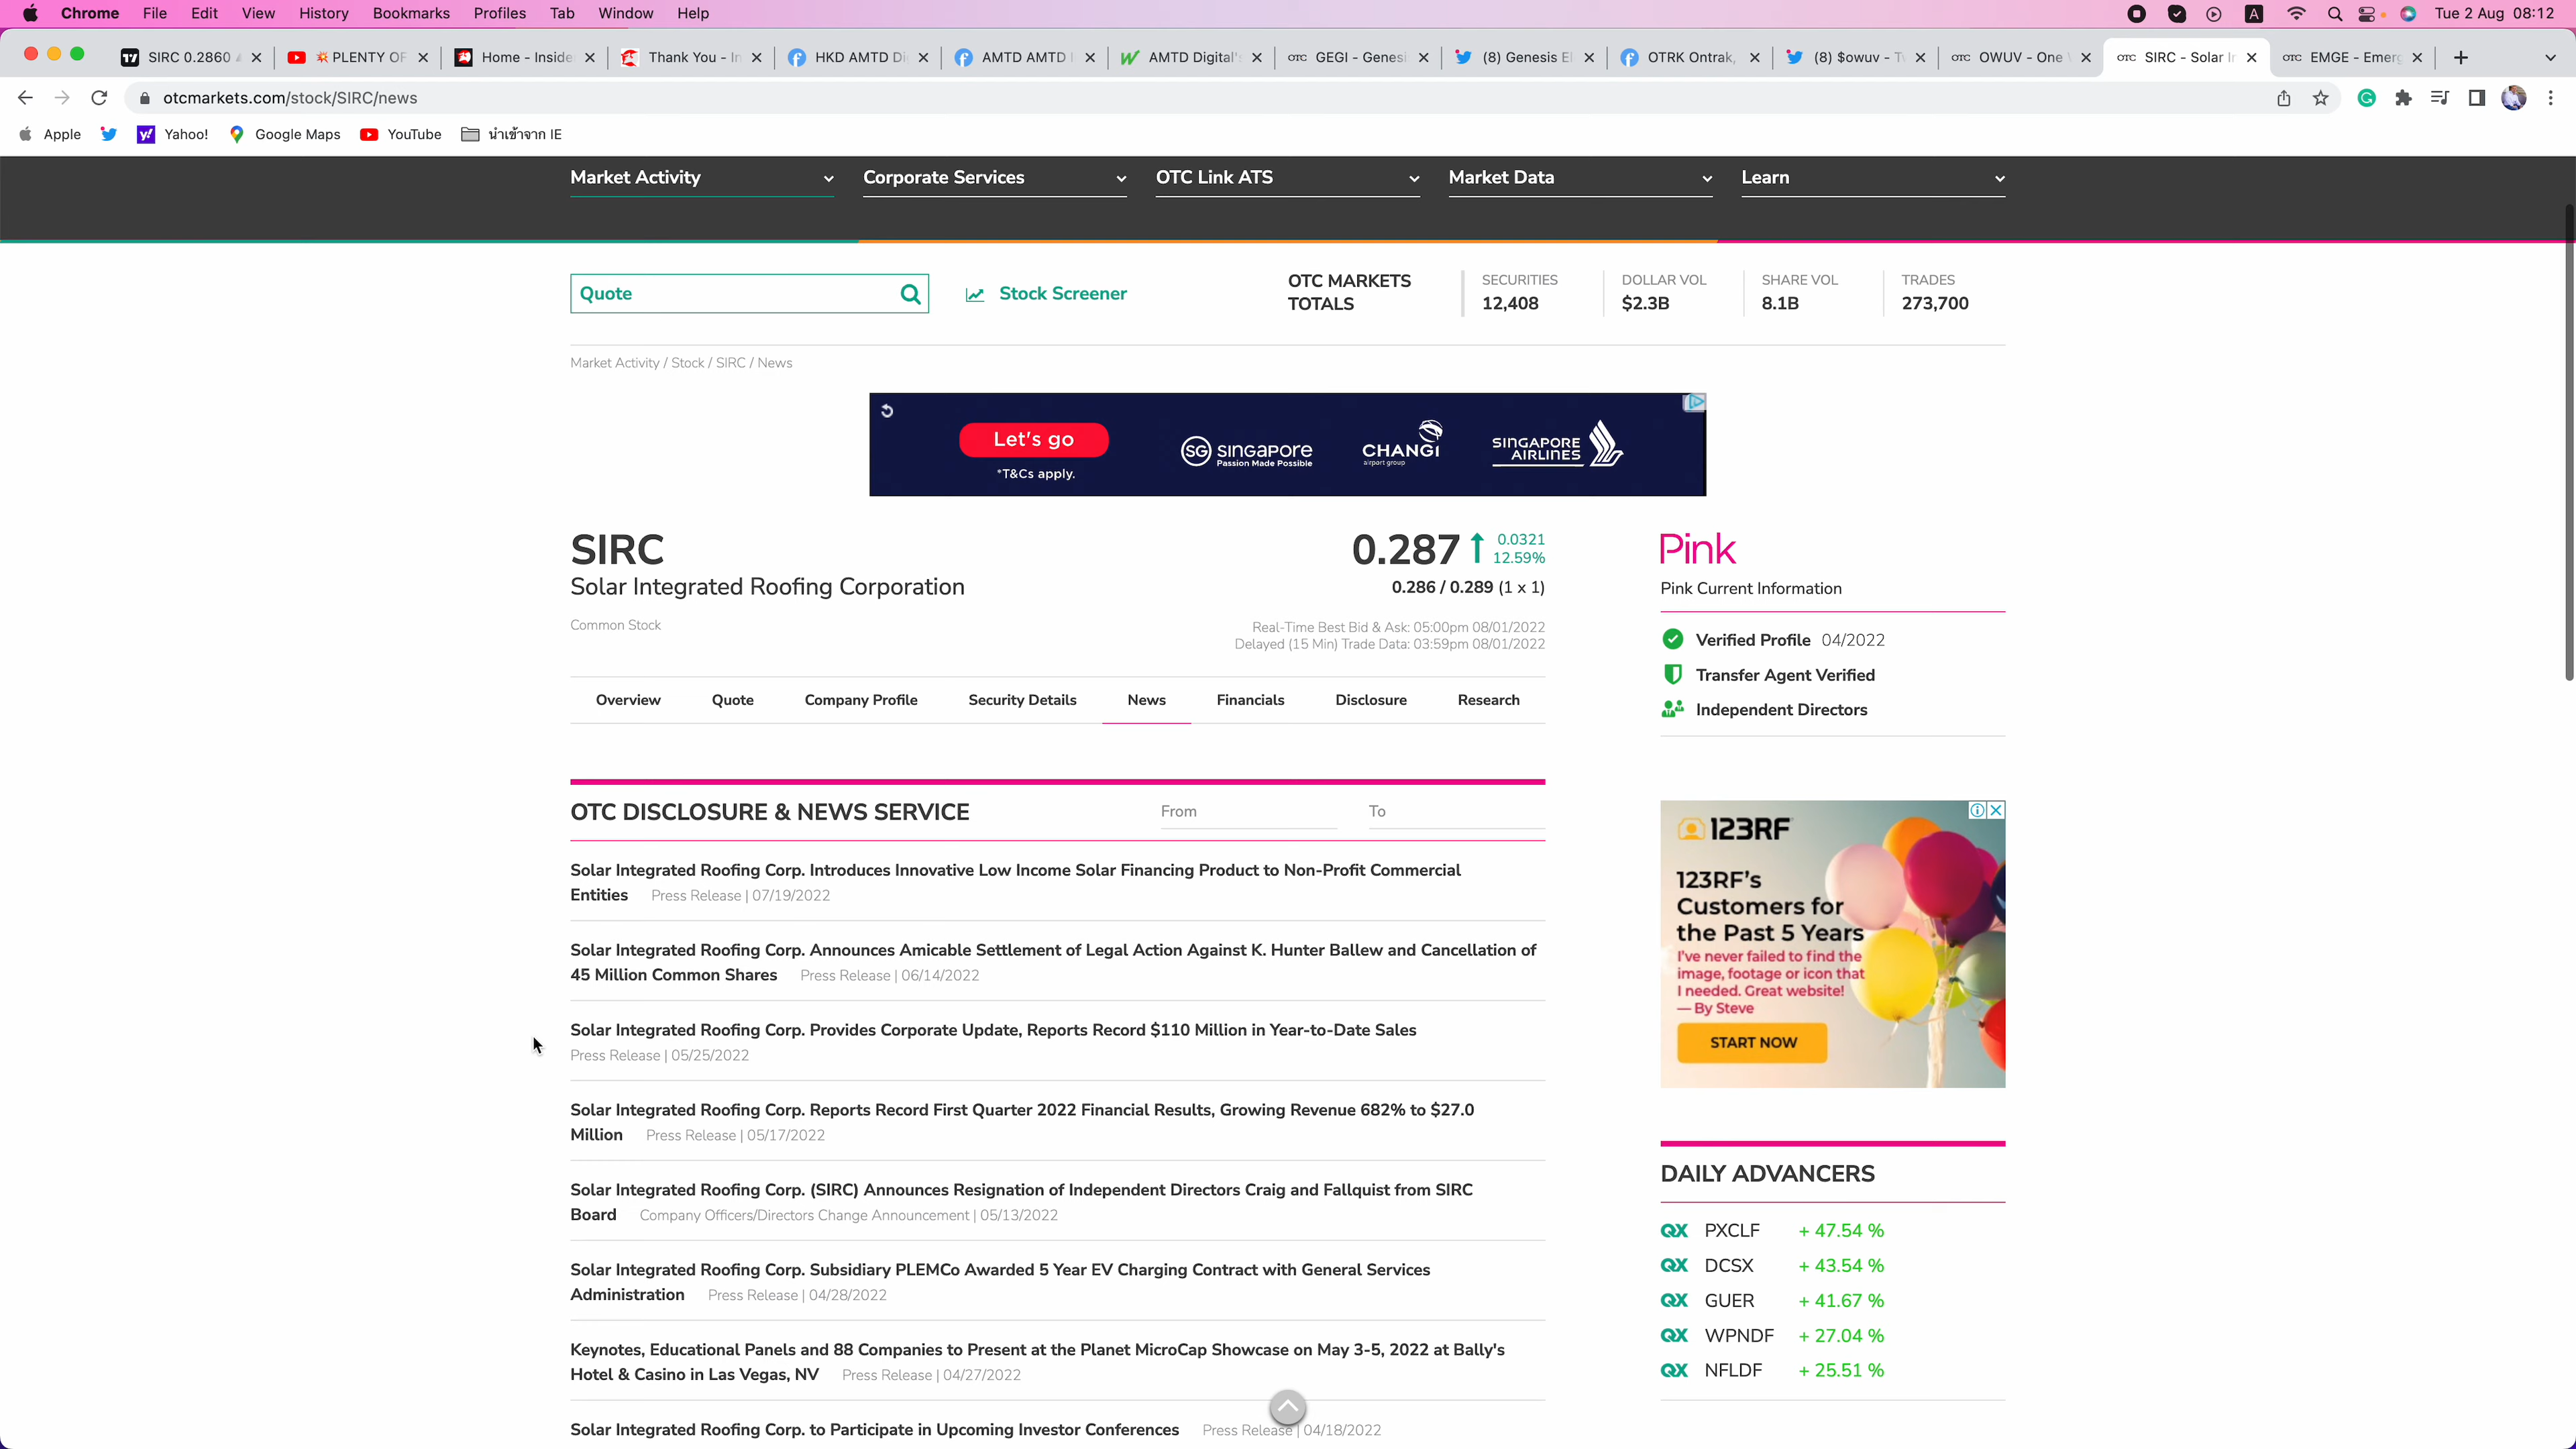 Chrome File Edit View History Bookmarks Profiles Tab Window Help A Tue 2 Aug 08:12
SIRC 0.2860 PLENTY OF Home - Inside Thank You - In HKD AMTD Di AMTD AMTD AMTD Digital's OTC GEGI - Genesi (8) Genesis El OTRK Ontrak, (8) $owuv - Tw OTC OWUV - One OTC SIRC - Solar In OTC EMGE - Emerg
otcmarkets.com/stock/SIRC/news
Apple Yahoo! Google Maps YouTube นำเข้าจาก IE
Market Activity Corporate Services OTC Link ATS Market Data Learn
Quote Stock Screener
OTC MARKETS TOTALS
SECURITIES DOLLAR VOL SHARE VOL TRADES
12,408 $2.3B 8.1B 273,700
Market Activity / Stock / SIRC / News
Let's go
*T&Cs apply.
SG SINGAPORE
Passion Made Possible
CHANGI
airport group
SINGAPORE
AIRLINES
SIRC
Solar Integrated Roofing Corporation
Common Stock
0.287 0.0321
12.59%
0.286 / 0.289 (1 x 1)
Real-Time Best Bid & Ask: 05:00pm 08/01/2022
Delayed (15 Min) Trade Data: 03:59pm 08/01/2022
Pink
Pink Current Information
Verified Profile 04/2022
Transfer Agent Verified
Independent Directors
Overview Quote Company Profile Security Details News Financials Disclosure Research
OTC DISCLOSURE & NEWS SERVICE From To
Solar Integrated Roofing Corp. Introduces Innovative Low Income Solar Financing Product to Non-Profit Commercial
Entities Press Release | 07/19/2022
Solar Integrated Roofing Corp. Announces Amicable Settlement of Legal Action Against K. Hunter Ballew and Cancellation of
45 Million Common Shares Press Release | 06/14/2022
Solar Integrated Roofing Corp. Provides Corporate Update, Reports Record $110 Million in Year-to-Date Sales
Press Release | 05/25/2022
Solar Integrated Roofing Corp. Reports Record First Quarter 2022 Financial Results, Growing Revenue 682% to $27.0
Million Press Release | 05/17/2022
Solar Integrated Roofing Corp. (SIRC) Announces Resignation of Independent Directors Craig and Fallquist from SIRC
Board Company Officers/Directors Change Announcement | 05/13/2022
Solar Integrated Roofing Corp. Subsidiary PLEMCo Awarded 5 Year EV Charging Contract with General Services
Administration Press Release | 04/28/2022
Keynotes, Educational Panels and 88 Companies to Present at the Planet MicroCap Showcase on May 3-5, 2022 at Bally's
Hotel & Casino in Las Vegas, NV Press Release | 04/27/2022
Solar Integrated Roofing Corp. to Participate in Upcoming Investor Conferences Press Release | 04/18/2022
123RF
123RF's
Customers for
the Past 5 Years
I've never failed to find the
image, footage or icon that
I needed. Great website!
— By Steve
START NOW
DAILY ADVANCERS
QX PXCLF + 47.54 %
QX DCSX + 43.54 %
QX GUER + 41.67 %
QX WPNDF + 27.04 %
QX NFLDF + 25.51 %